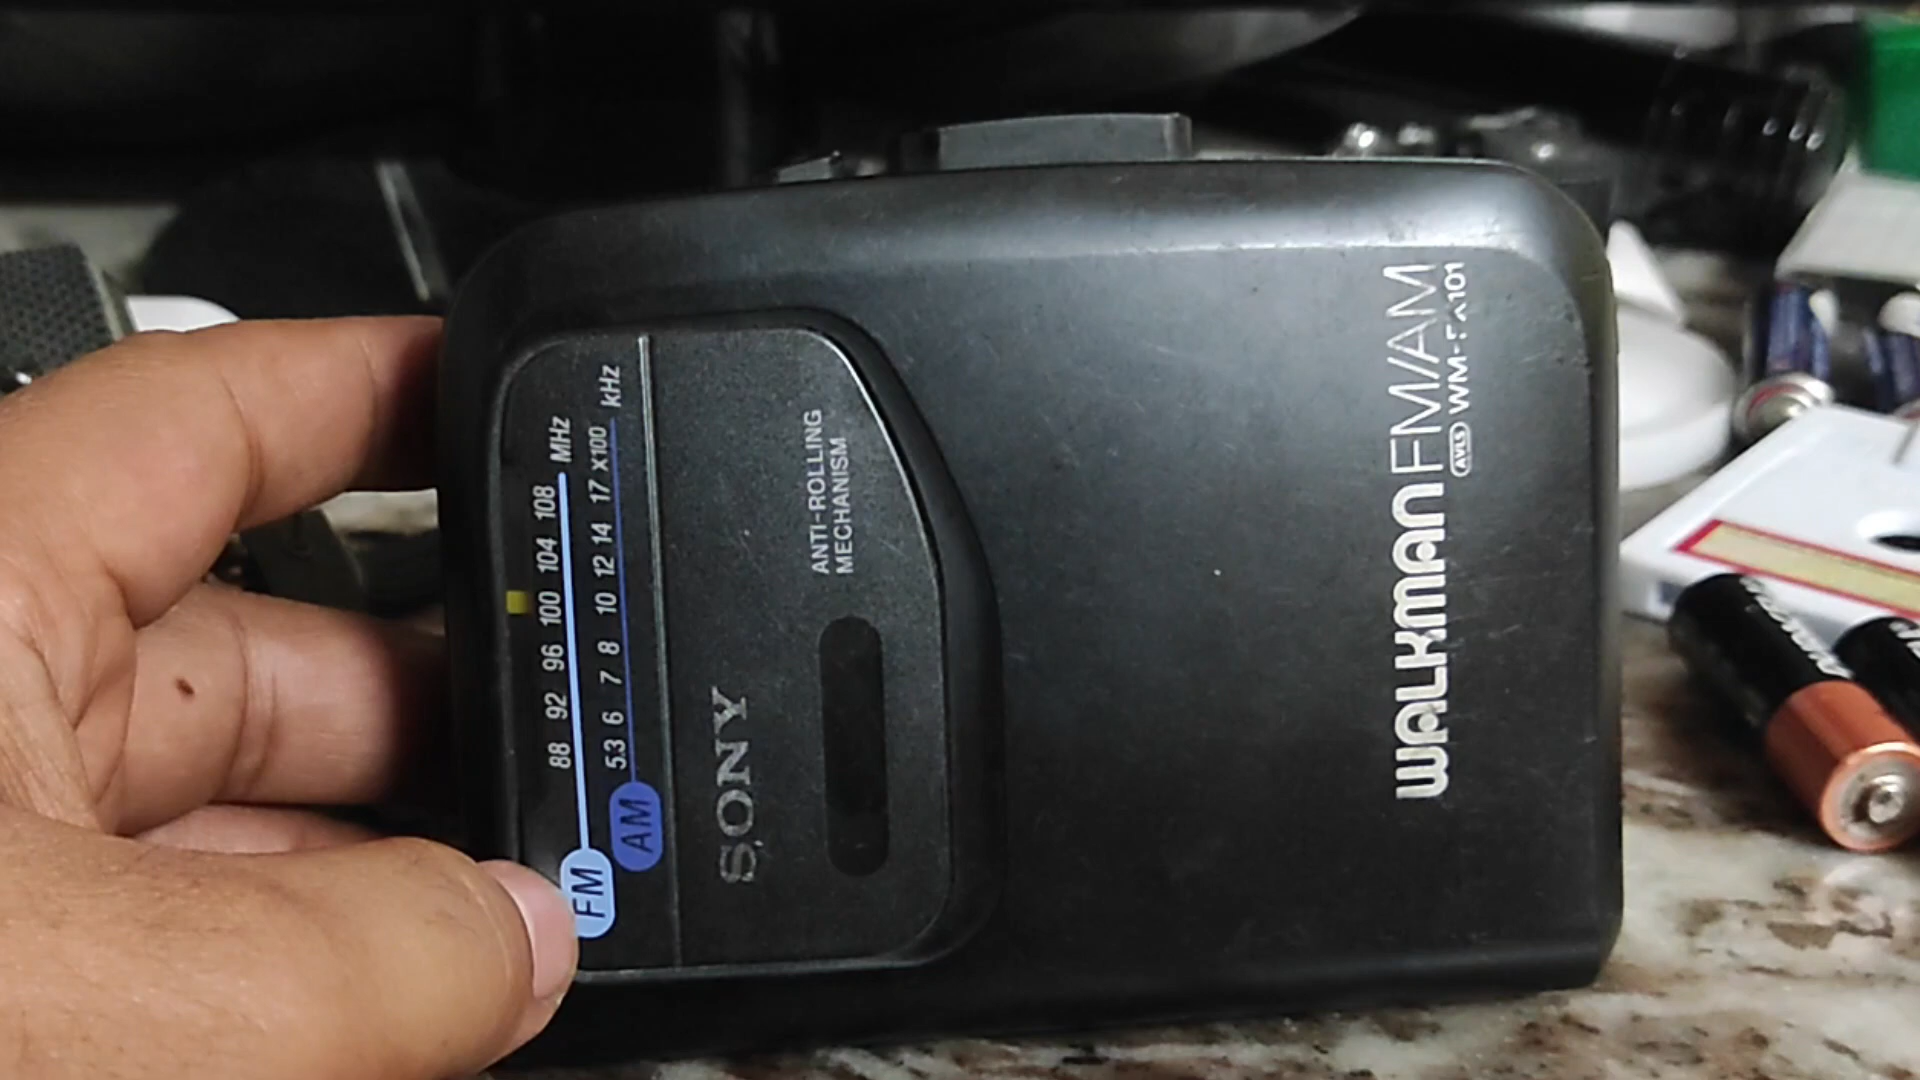 MHz
88 92 96 100 104 108
kHz
5.3 6 7 8 10 12 14 17 X100
FM
AM
SONY
ANTI-ROLLING
MECHANISM
WALKMAN FM/AM
AVLS